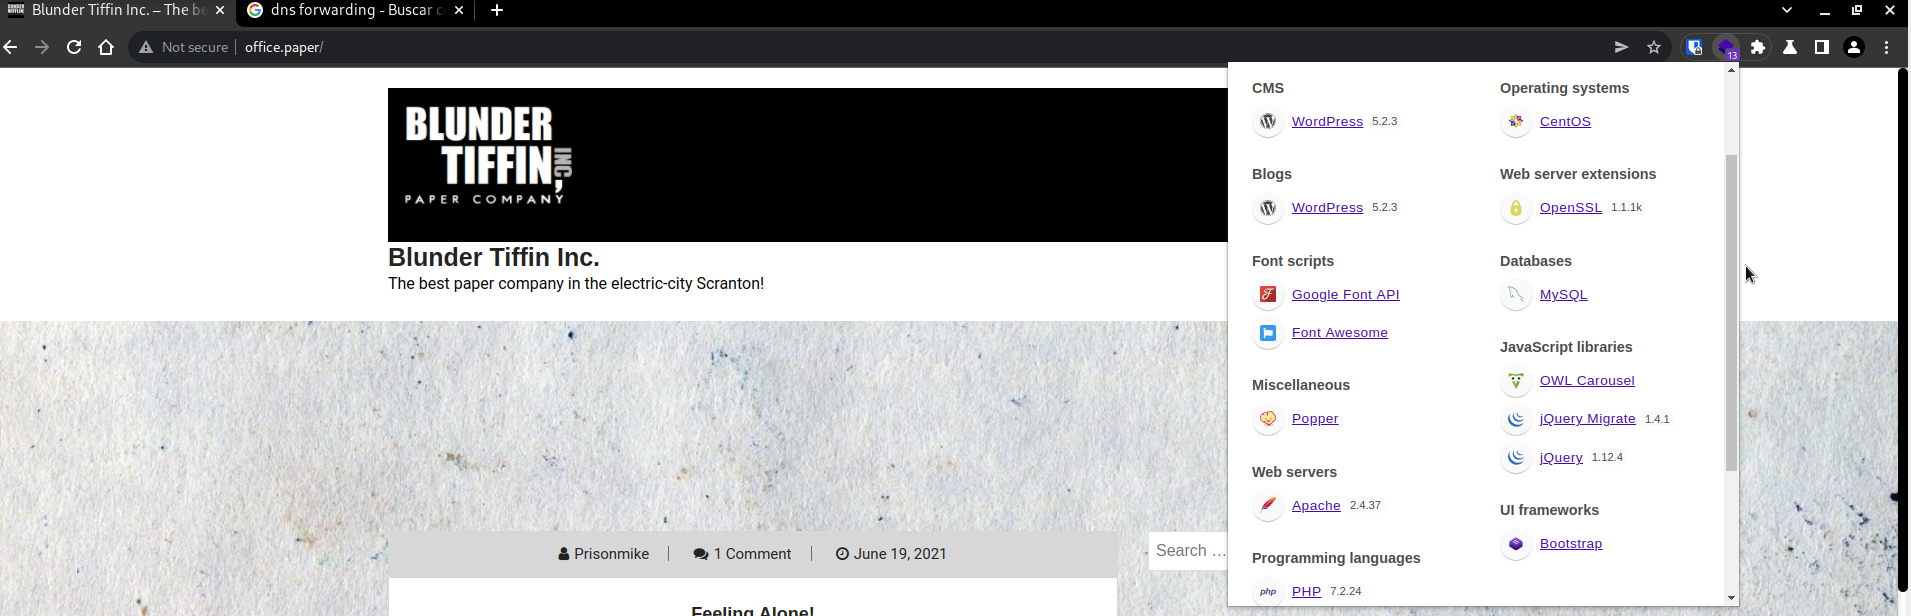 Blunder Tiffin Inc. – The be
dns forwarding - Buscar c
Not secure
office.paper/
13
BLUNDER
TIFFIN, INC
PAPER COMPANY
Blunder Tiffin Inc.
The best paper company in the electric-city Scranton!
Prisonmike
1 Comment
June 19, 2021
Search …
Feeling Alone!
CMS
WordPress 5.2.3
Blogs
WordPress 5.2.3
Font scripts
Google Font API
Font Awesome
Miscellaneous
Popper
Web servers
Apache 2.4.37
Programming languages
php PHP 7.2.24
Operating systems
CentOS
Web server extensions
OpenSSL 1.1.1k
Databases
MySQL
JavaScript libraries
OWL Carousel
jQuery Migrate 1.4.1
jQuery 1.12.4
UI frameworks
Bootstrap